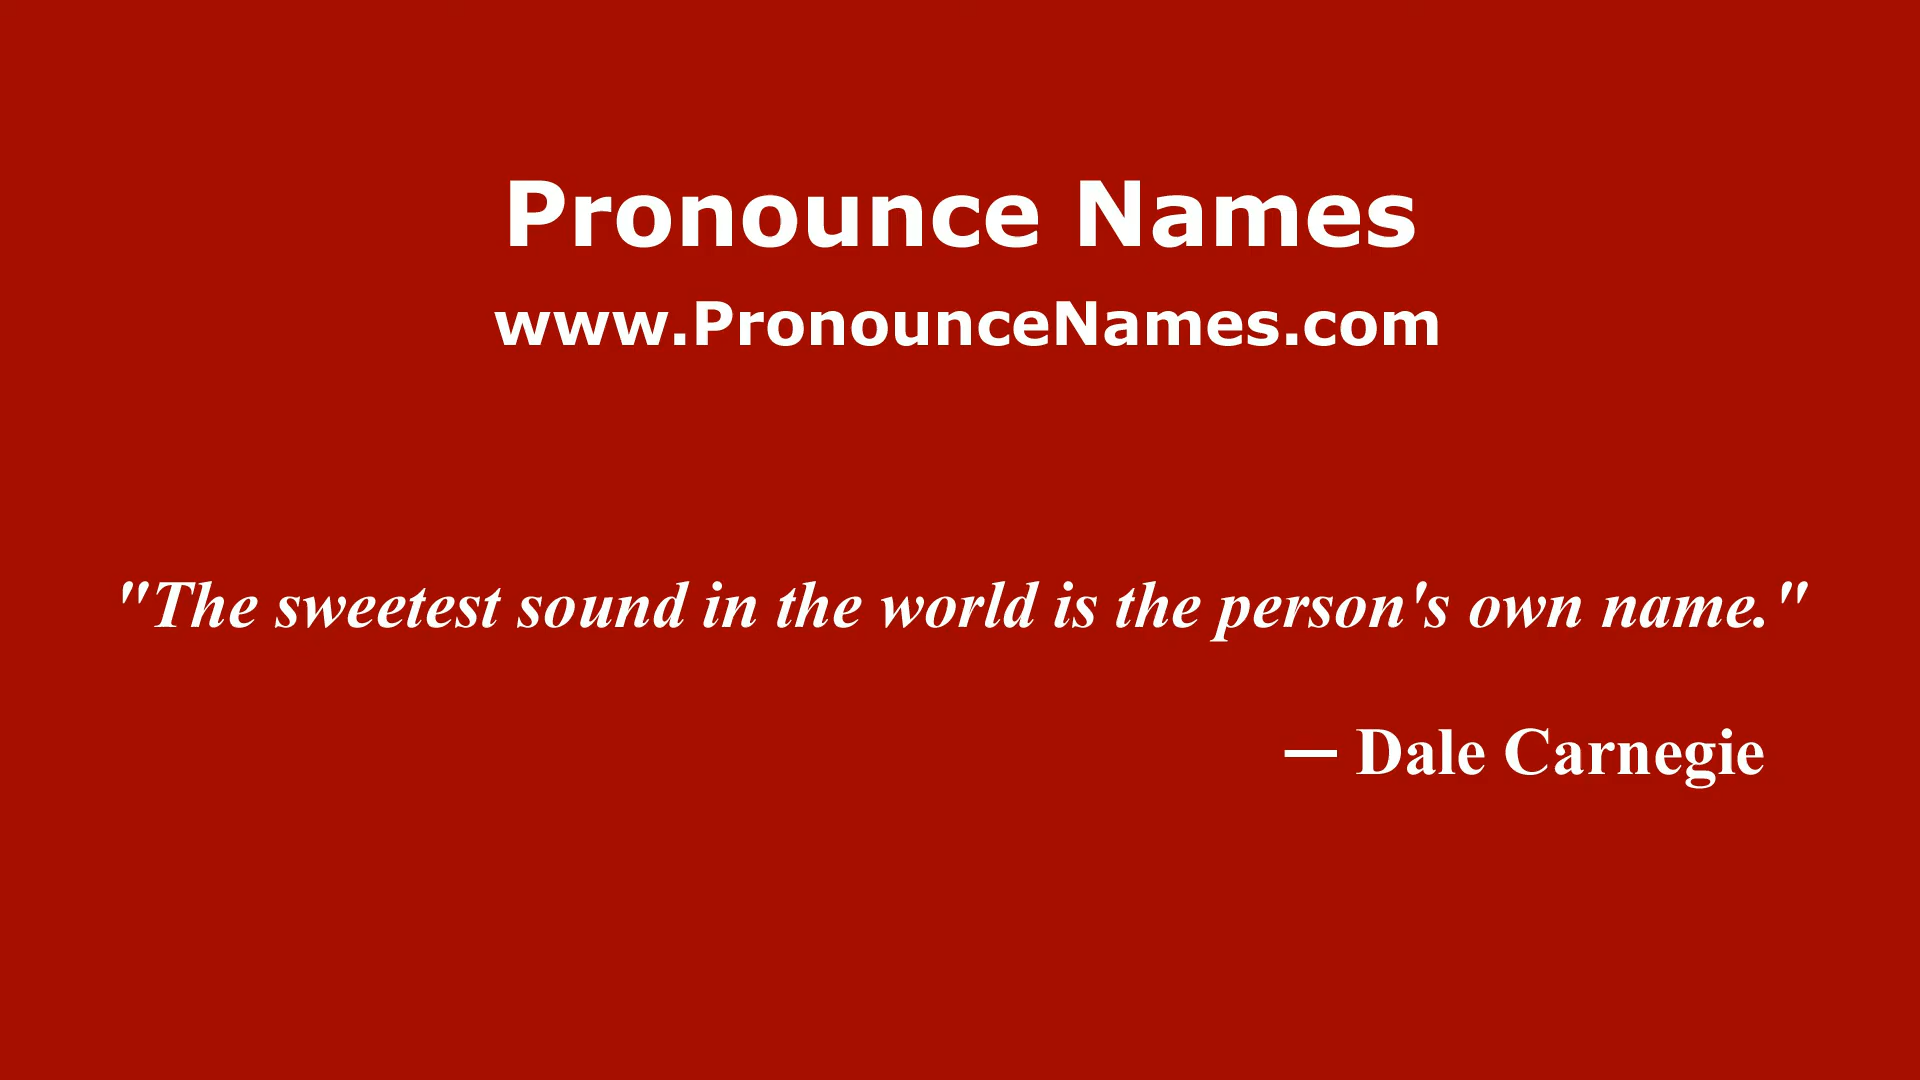 Pronounce Names
www.PronounceNames.com
"The sweetest sound in the world is the person's own name."
— Dale Carnegie